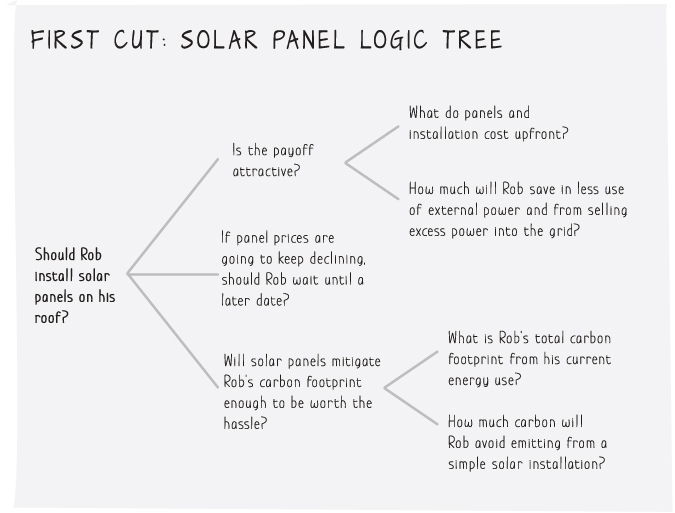 FIRST CUT: SOLAR PANEL LOGIC TREE
Should Rob
install solar
panels on his
roof?
Is the payoff
attractive?
What do panels and
installation cost upfront?
How much will Rob save in less use
of external power and from selling
excess power into the grid?
If panel prices are
going to keep declining,
should Rob wait until a
later date?
Will solar panels mitigate
Rob's carbon footprint
enough to be worth the
hassle?
What is Rob's total carbon
footprint from his current
energy use?
How much carbon will
Rob avoid emitting from a
simple solar installation?